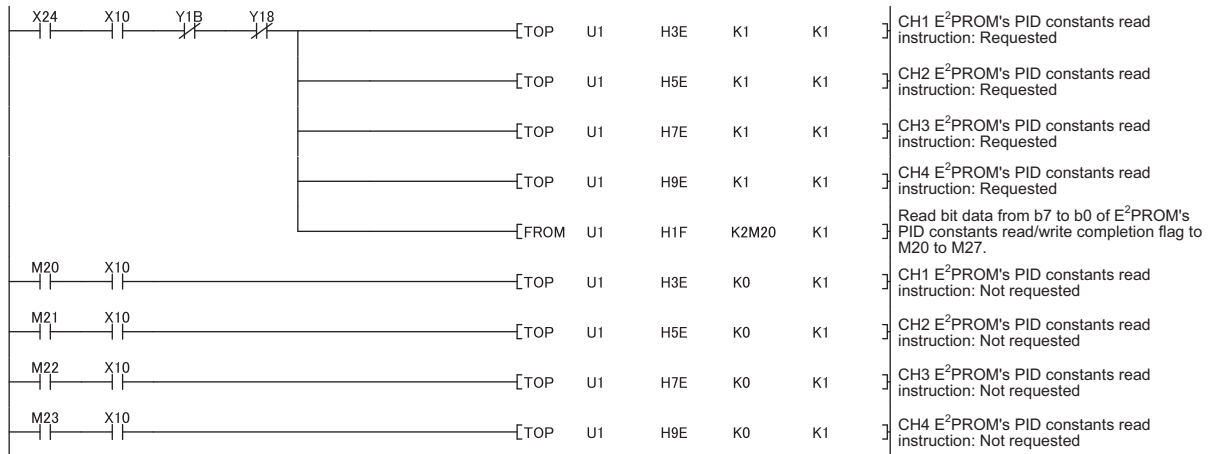 X24 X10 Y1B Y18
[TOP U1 H3E K1 K1 ] CH1 E²PROM's PID constants read
instruction: Requested
[TOP U1 H5E K1 K1 ] CH2 E²PROM's PID constants read
instruction: Requested
[TOP U1 H7E K1 K1 ] CH3 E²PROM's PID constants read
instruction: Requested
[TOP U1 H9E K1 K1 ] CH4 E²PROM's PID constants read
instruction: Requested
[FROM U1 H1F K2M20 K1 ] Read bit data from b7 to b0 of E²PROM's
PID constants read/write completion flag to
M20 to M27.
M20 X10
[TOP U1 H3E K0 K1 ] CH1 E²PROM's PID constants read
instruction: Not requested
M21 X10
[TOP U1 H5E K0 K1 ] CH2 E²PROM's PID constants read
instruction: Not requested
M22 X10
[TOP U1 H7E K0 K1 ] CH3 E²PROM's PID constants read
instruction: Not requested
M23 X10
[TOP U1 H9E K0 K1 ] CH4 E²PROM's PID constants read
instruction: Not requested